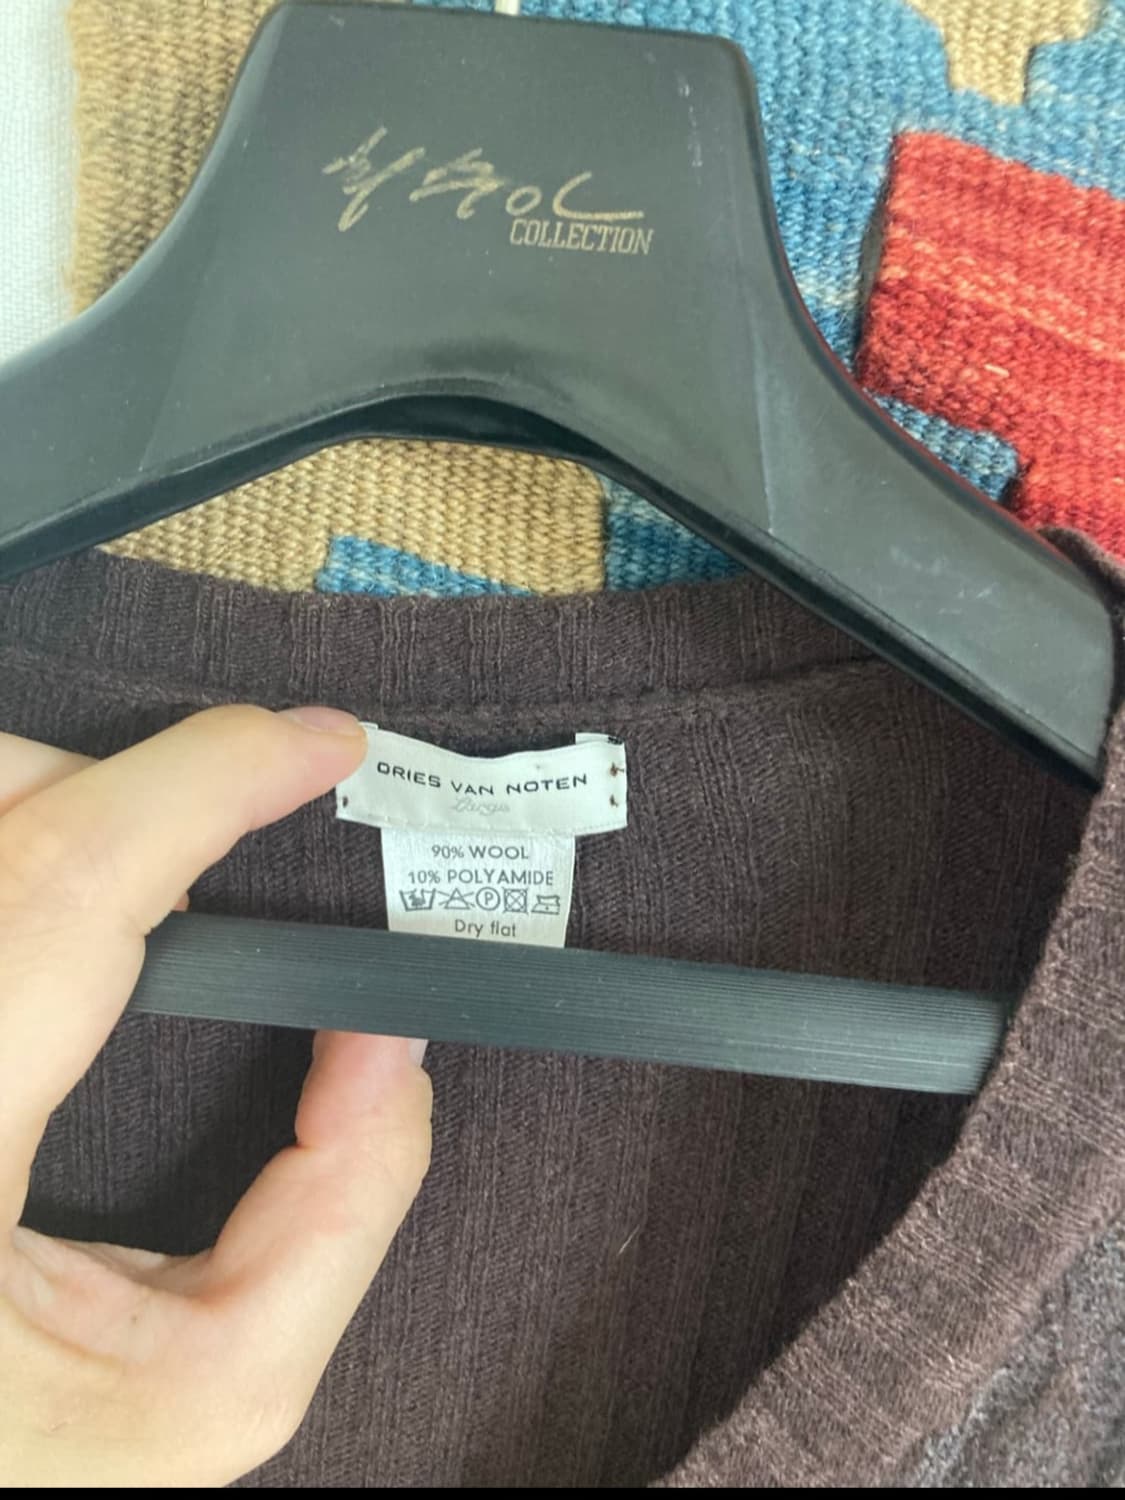 COLLECTION
DRIES VAN NOTEN
Large
90% WOOL
10% POLYAMIDE
P
Dry flat